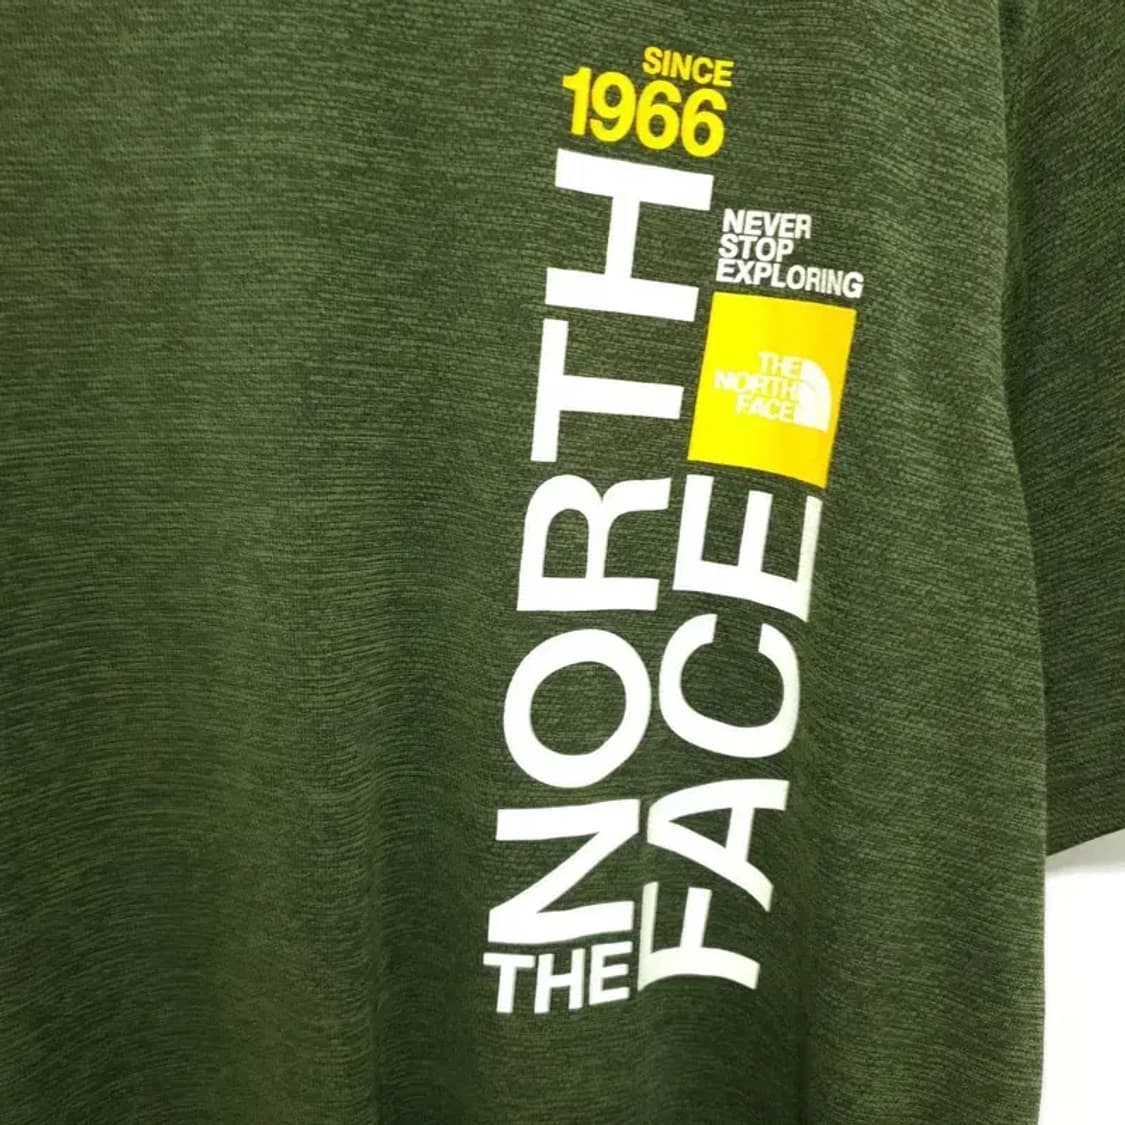 SINCE
1966
NEVER
STOP
EXPLORING
THE
NORTH
FACE
THE
NORTH
FACE